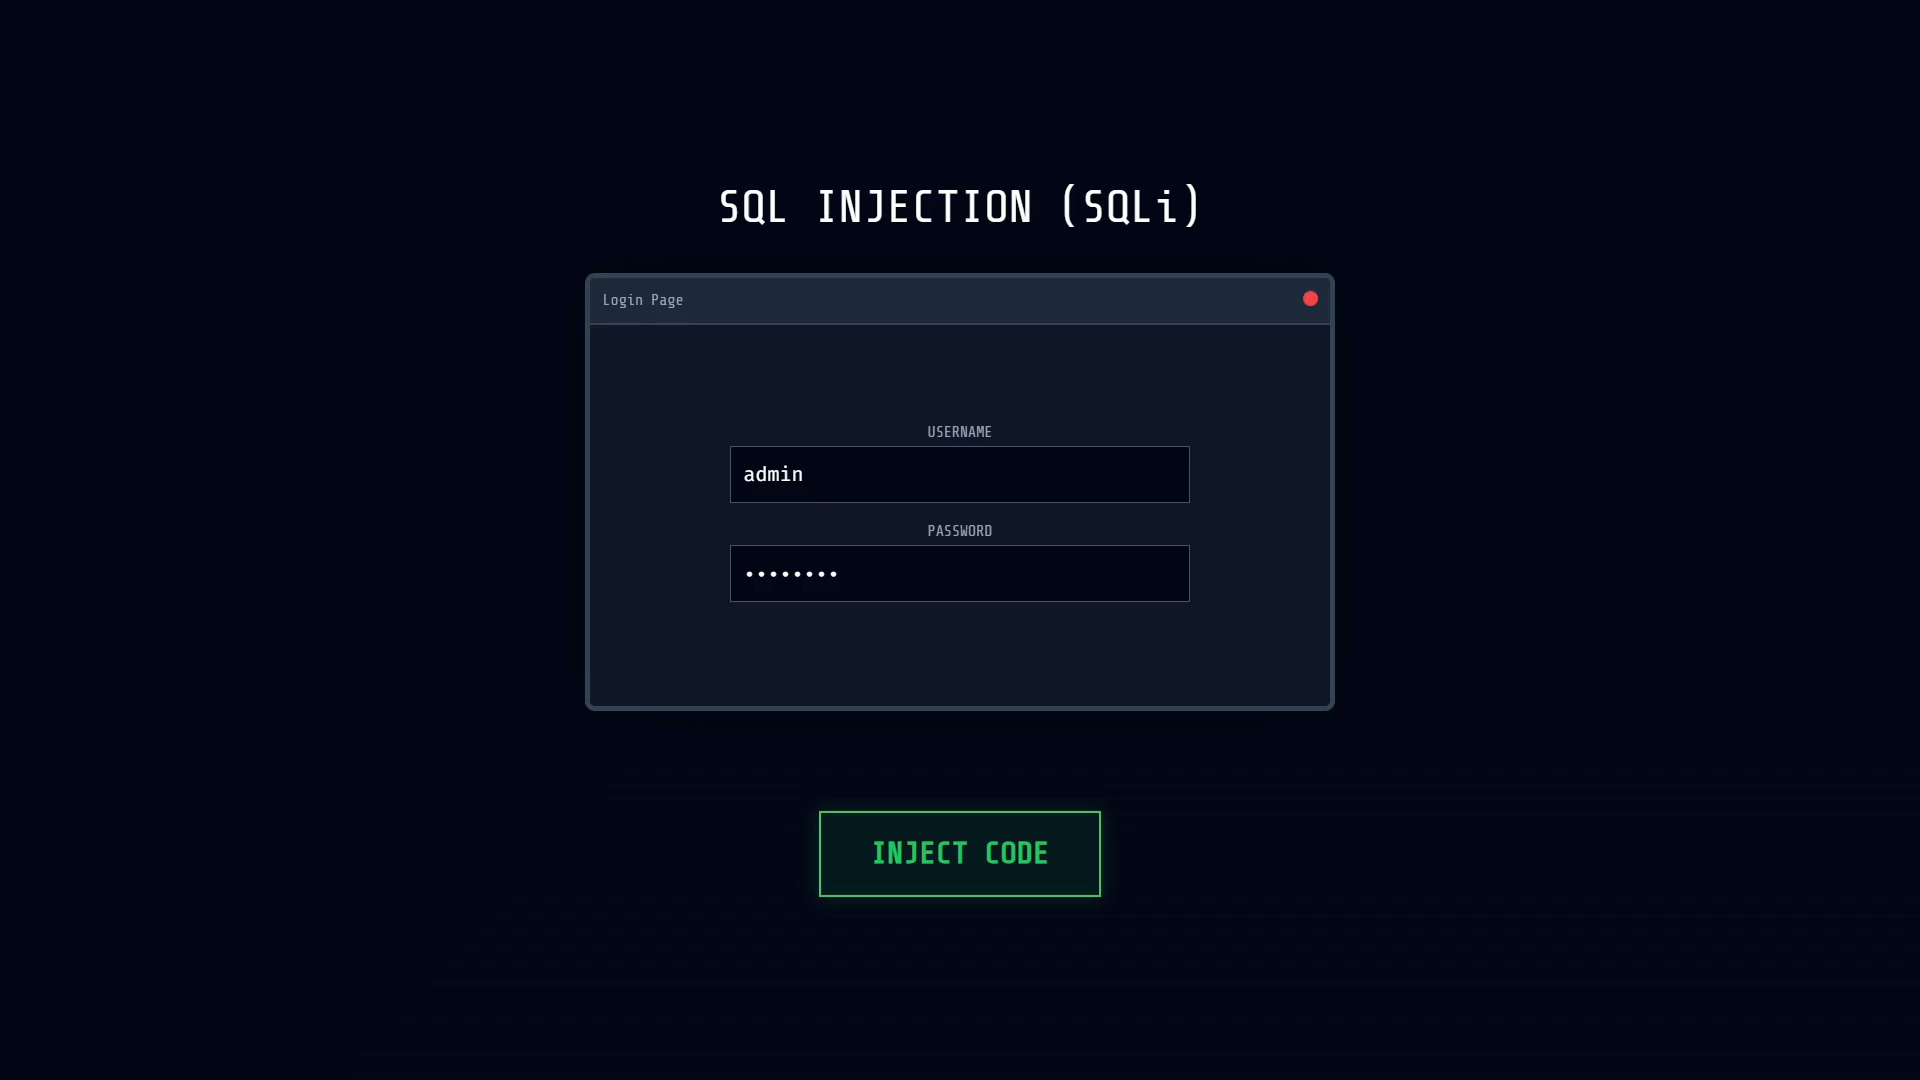 SQL INJECTION (SQLi)
Login Page
USERNAME
admin
PASSWORD
••••••••
INJECT CODE